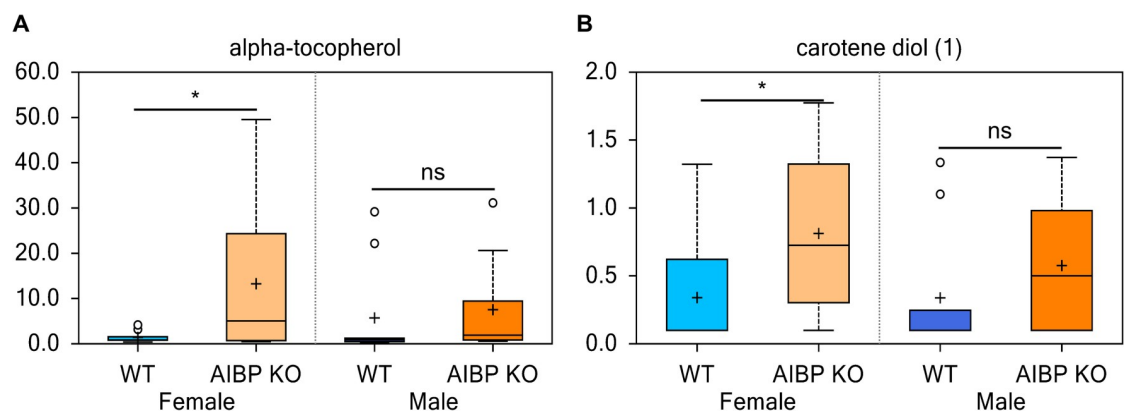 A
alpha-tocopherol
60.0
50.0
40.0
30.0
20.0
10.0
0.0
*
ns
WT
AIBP KO
WT
AIBP KO
Female
Male
B
carotene diol (1)
2.0
1.5
1.0
0.5
0.0
*
ns
WT
AIBP KO
WT
AIBP KO
Female
Male